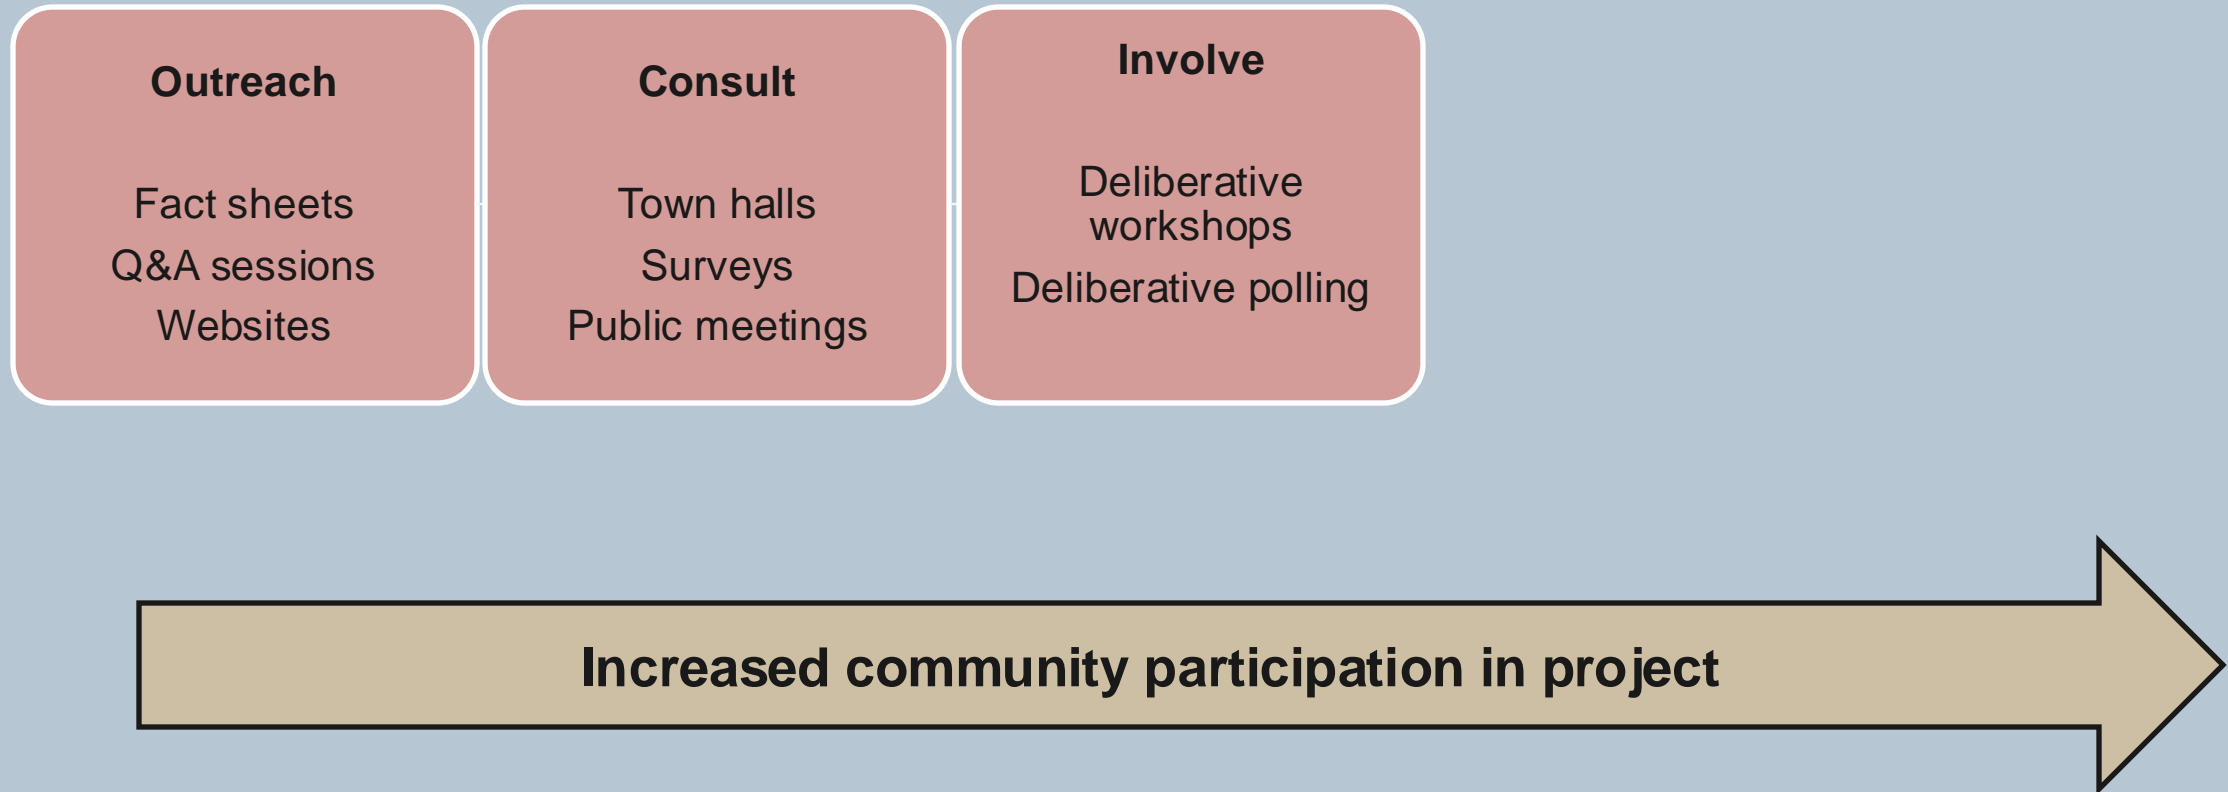 Outreach
Fact sheets
Q&A sessions
Websites
Consult
Town halls
Surveys
Public meetings
Involve
Deliberative
workshops
Deliberative polling
Increased community participation in project